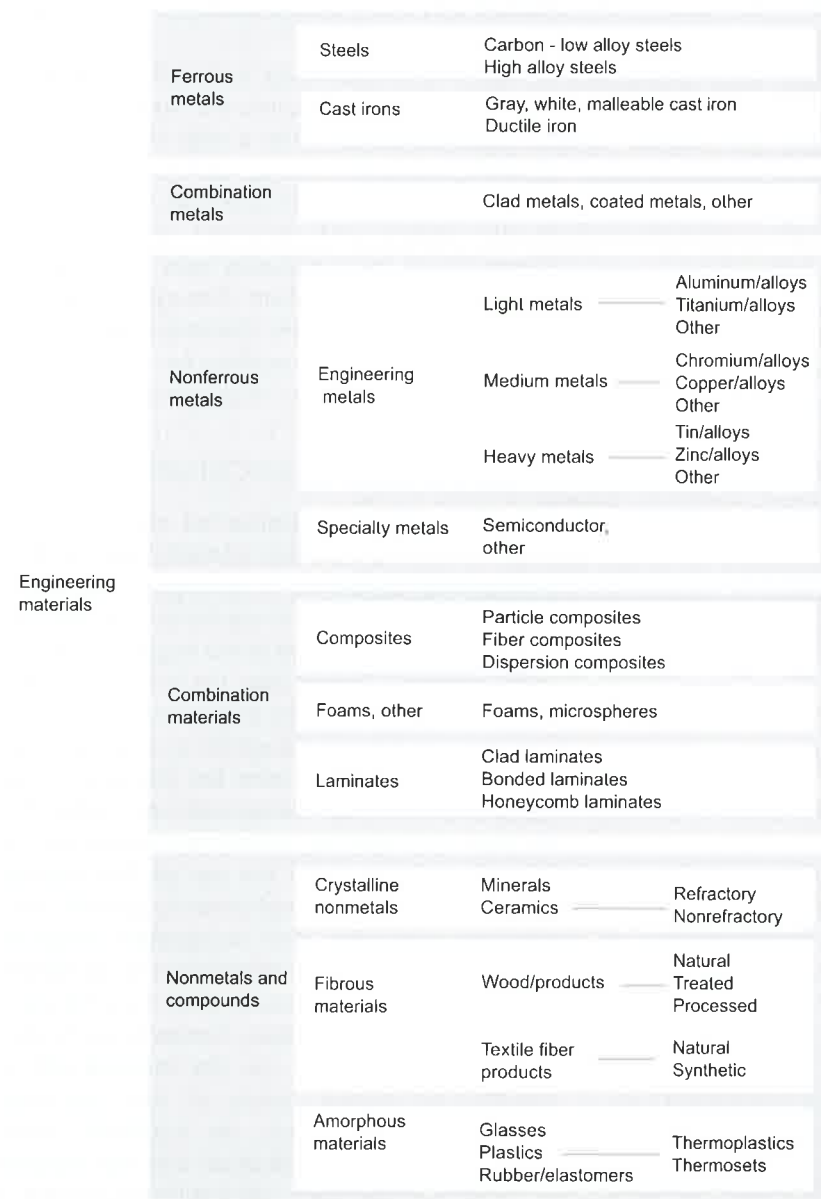 Engineering
materials
Ferrous
metals
Steels
Carbon - low alloy steels
High alloy steels
Cast irons
Gray, white, malleable cast iron
Ductile iron
Combination
metals
Clad metals, coated metals, other
Nonferrous
metals
Engineering
metals
Light metals
Aluminum/alloys
Titanium/alloys
Other
Medium metals
Chromium/alloys
Copper/alloys
Other
Heavy metals
Tin/alloys
Zinc/alloys
Other
Specialty metals
Semiconductor,
other
Combination
materials
Composites
Particle composites
Fiber composites
Dispersion composites
Foams, other
Foams, microspheres
Laminates
Clad laminates
Bonded laminates
Honeycomb laminates
Nonmetals and
compounds
Crystalline
nonmetals
Minerals
Ceramics
Refractory
Nonrefractory
Fibrous
materials
Wood/products
Natural
Treated
Processed
Textile fiber
products
Natural
Synthetic
Amorphous
materials
Glasses
Plastics
Rubber/elastomers
Thermoplastics
Thermosets